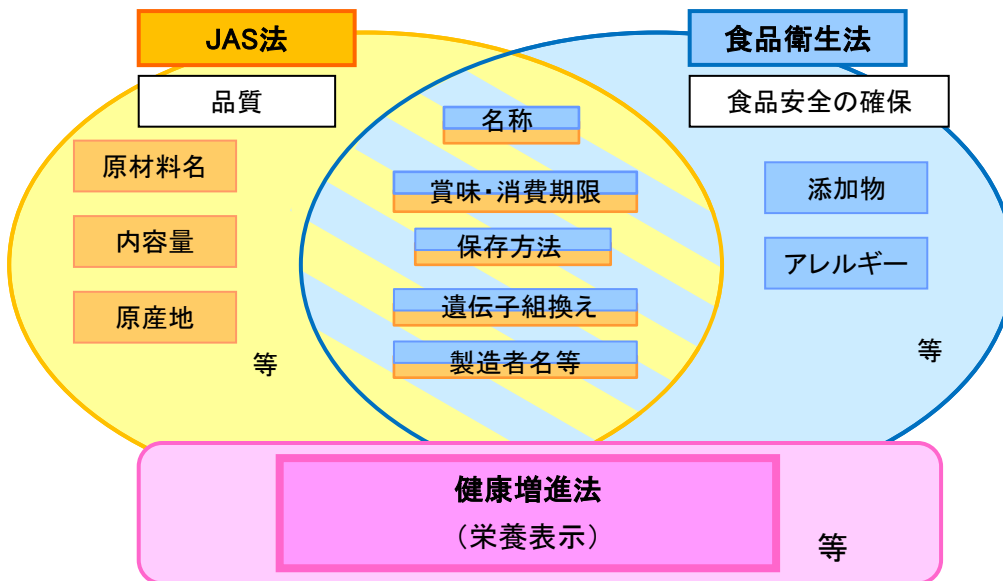 JAS法
品質
原材料名
内容量
原産地
等
名称
賞味・消費期限
保存方法
遺伝子組換え
製造者名等
食品衛生法
食品安全の確保
添加物
アレルギー
等
健康増進法
（栄養表示）
等